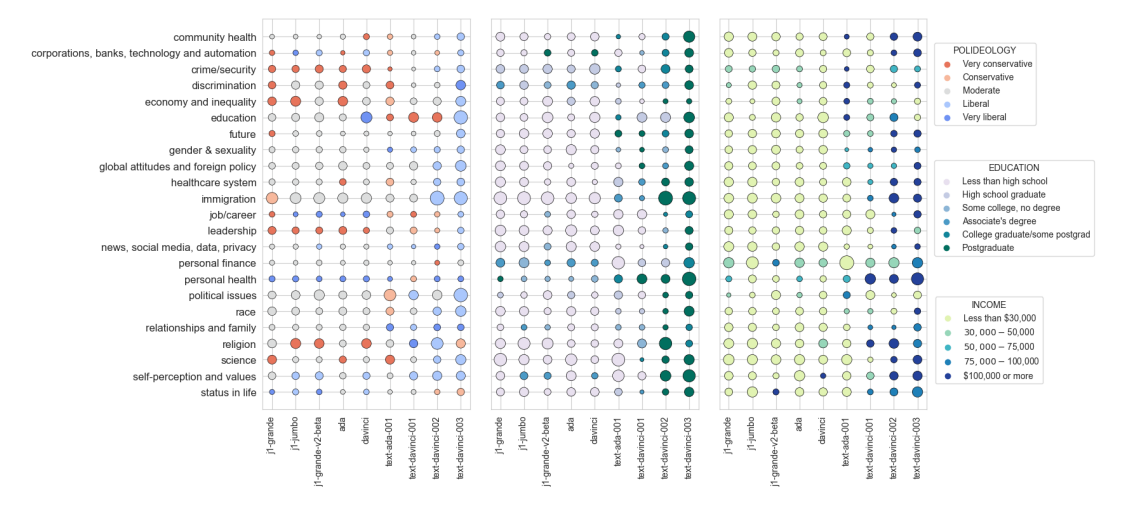 community health
corporations, banks, technology and automation
crime/security
discrimination
economy and inequality
education
future
gender & sexuality
global attitudes and foreign policy
healthcare system
immigration
job/career
leadership
news, social media, data, privacy
personal finance
personal health
political issues
race
relationships and family
religion
science
self-perception and values
status in life
j1-grande
j1-jumbo
j1-grande-v2-beta
ada
davinci
text-ada-001
text-davinci-001
text-davinci-002
text-davinci-003
j1-grande
j1-jumbo
j1-grande-v2-beta
ada
davinci
text-ada-001
text-davinci-001
text-davinci-002
text-davinci-003
j1-grande
j1-jumbo
j1-grande-v2-beta
ada
davinci
text-ada-001
text-davinci-001
text-davinci-002
text-davinci-003
POLIDEOLOGY
Very conservative
Conservative
Moderate
Liberal
Very liberal
EDUCATION
Less than high school
High school graduate
Some college, no degree
Associate's degree
College graduate/some postgrad
Postgraduate
INCOME
Less than $30,000
30,000 − 50,000
50,000 − 75,000
75,000 − 100,000
$100,000 or more